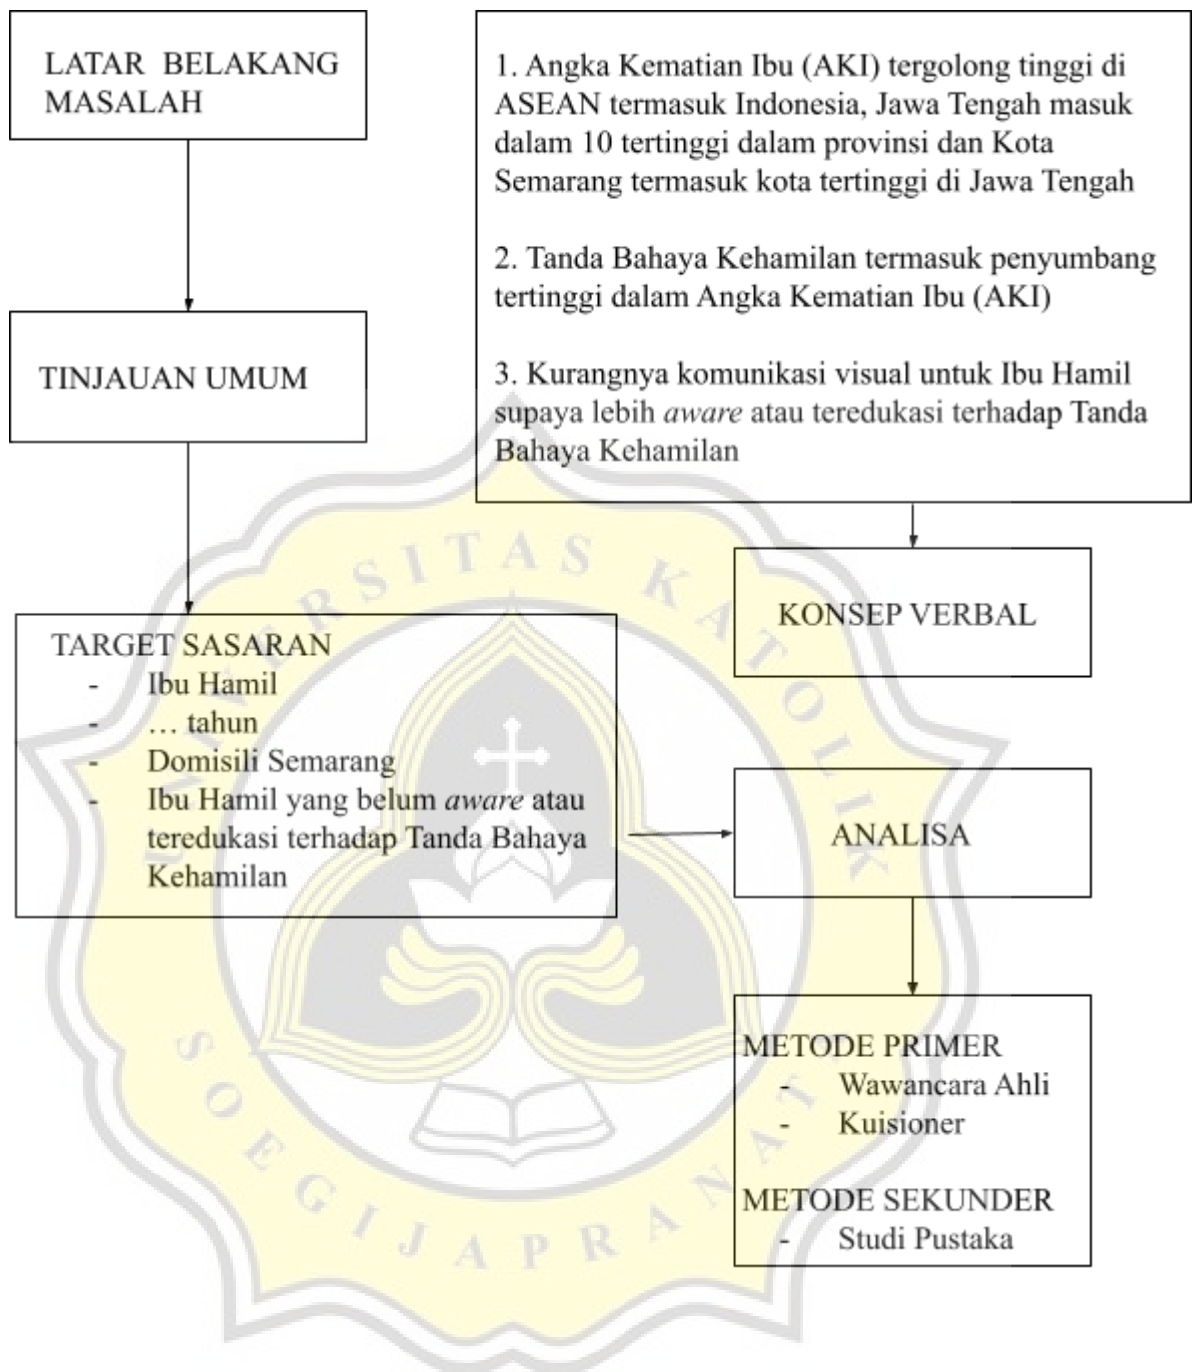 LATAR BELAKANG
MASALAH
1. Angka Kematian Ibu (AKI) tergolong tinggi di
ASEAN termasuk Indonesia, Jawa Tengah masuk
dalam 10 tertinggi dalam provinsi dan Kota
Semarang termasuk kota tertinggi di Jawa Tengah
2. Tanda Bahaya Kehamilan termasuk penyumbang
tertinggi dalam Angka Kematian Ibu (AKI)
3. Kurangnya komunikasi visual untuk Ibu Hamil
supaya lebih aware atau teredukasi terhadap Tanda
Bahaya Kehamilan
TINJAUAN UMUM
KONSEP VERBAL
TARGET SASARAN
- Ibu Hamil
- … tahun
- Domisili Semarang
- Ibu Hamil yang belum aware atau
teredukasi terhadap Tanda Bahaya
Kehamilan
ANALISA
METODE PRIMER
- Wawancara Ahli
- Kuisioner
METODE SEKUNDER
- Studi Pustaka
UNIVERSITAS KATOLIK
SOEGIJAPRANATA